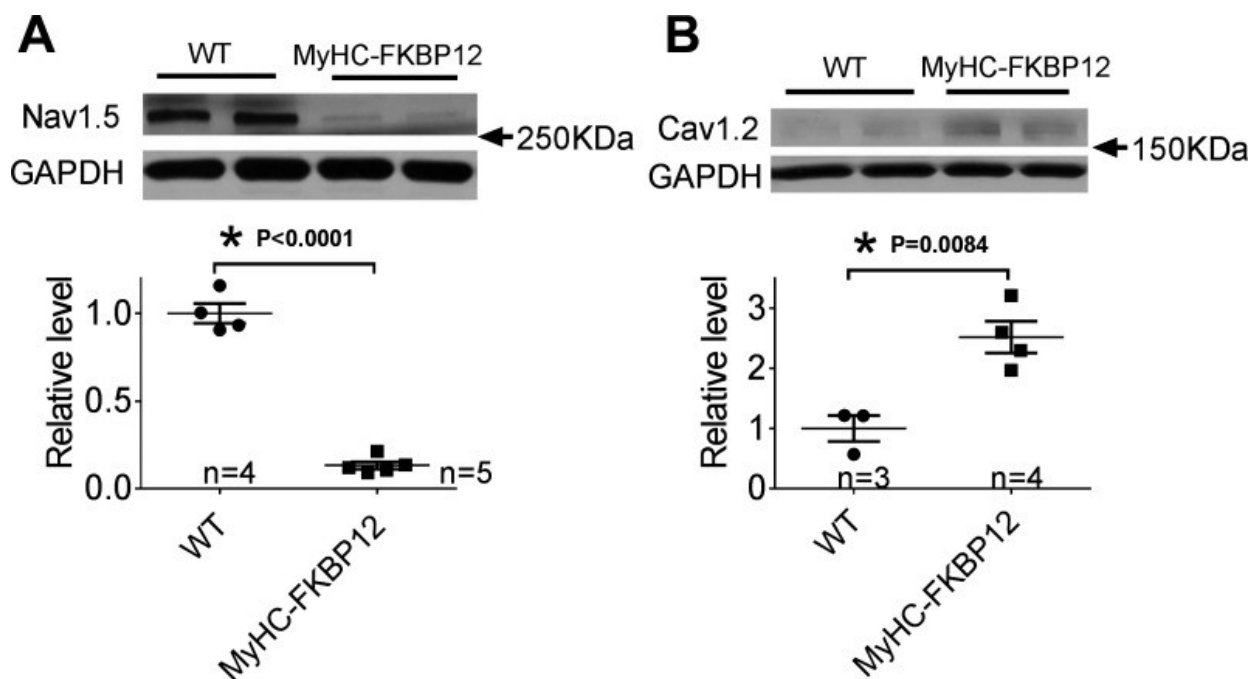 A
WT MyHC-FKBP12
Nav1.5
250KDa
GAPDH
* P<0.0001
Relative level
1.0
0.5
0.0
n=4 n=5
WT
MyHC-FKBP12
B
WT MyHC-FKBP12
Cav1.2
150KDa
GAPDH
* P=0.0084
Relative level
3
2
1
0
n=3 n=4
WT
MyHC-FKBP12